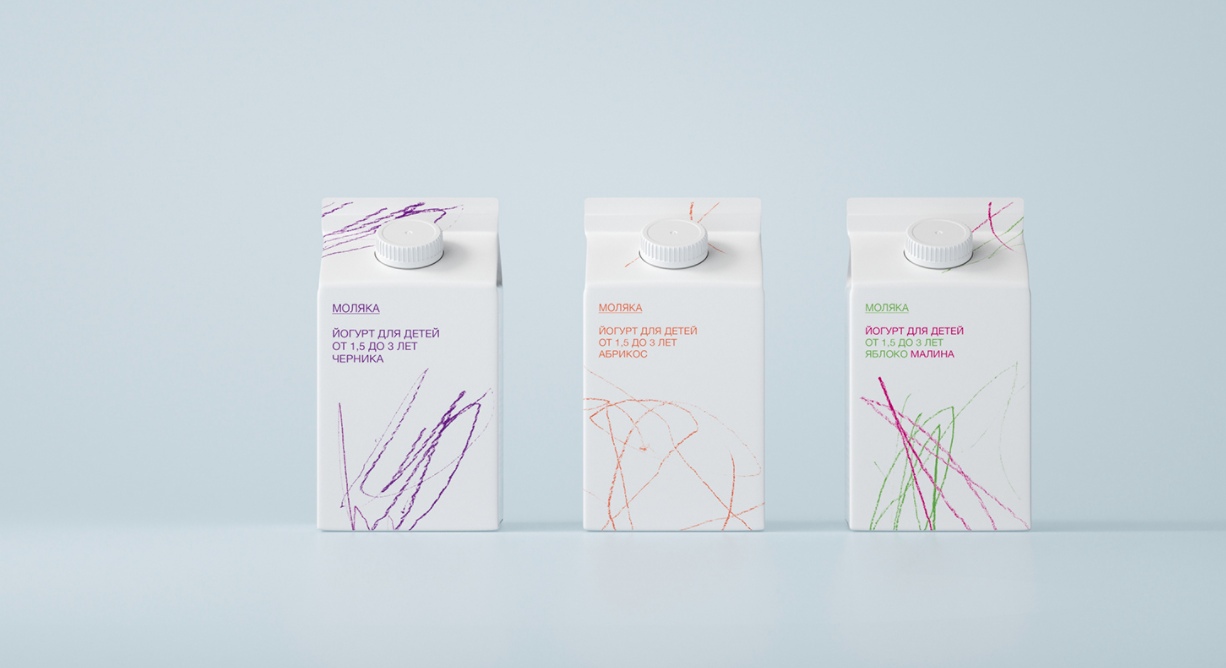 МОЛЯКА
ЙОГУРТ ДЛЯ ДЕТЕЙ
ОТ 1,5 ДО 3 ЛЕТ
ЧЕРНИКА
МОЛЯКА
ЙОГУРТ ДЛЯ ДЕТЕЙ
ОТ 1,5 ДО 3 ЛЕТ
АБРИКОС
МОЛЯКА
ЙОГУРТ ДЛЯ ДЕТЕЙ
ОТ 1,5 ДО 3 ЛЕТ
ЯБЛОКО МАЛИНА